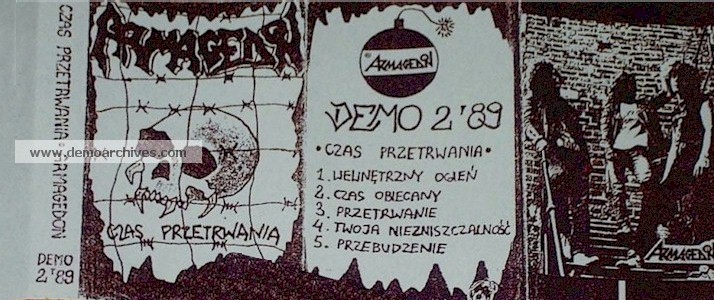 CZAS PRZETRWANIA · ARMAGEDON
DEMO
2'89
ARMAGEDON
CZAS PRZETRWANIA
www.demoarchives.com
ARMAGEDON
DEMO 2'89
• CZAS PRZETRWANIA •
1. WEWNĘTRZNY OGIEŃ
2. CZAS OBIECANY
3. PRZETRWANIE
4. TWOJA NIEZNISZCZALNOŚĆ
5. PRZEBUDZENIE
ARMAGEDON